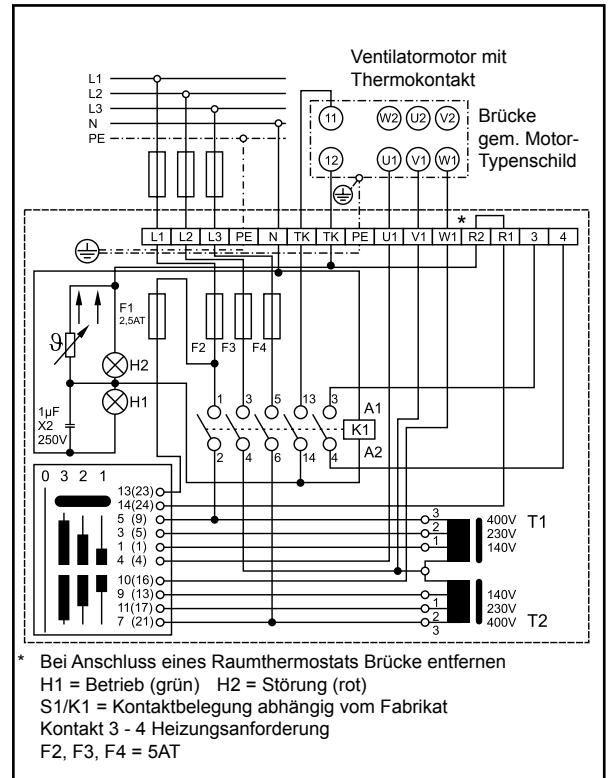 Ventilatormotor mit
Thermokontakt
L1
L2
L3
N
PE
11 W2 U2 V2
12 U1 V1 W1
Brücke
gem. Motor-
Typenschild
*
L1 L2 L3 PE N TK TK PE U1 V1 W1 R2 R1 3 4
F1
2,5AT
F2 F3 F4
ϑ
H2
H1
1µF
X2
250V
1 3 5 13 3
A1
K1
A2
2 4 6 14 4
0 3 2 1
13(23)
14(24)
5 (9)
3 (5)
1 (1)
4 (4)
10(16)
9 (13)
11(17)
7 (21)
3 400V T1
2 230V
1 140V
140V
1 230V
2 400V T2
3
* Bei Anschluss eines Raumthermostats Brücke entfernen
H1 = Betrieb (grün) H2 = Störung (rot)
S1/K1 = Kontaktbelegung abhängig vom Fabrikat
Kontakt 3 - 4 Heizungsanforderung
F2, F3, F4 = 5AT